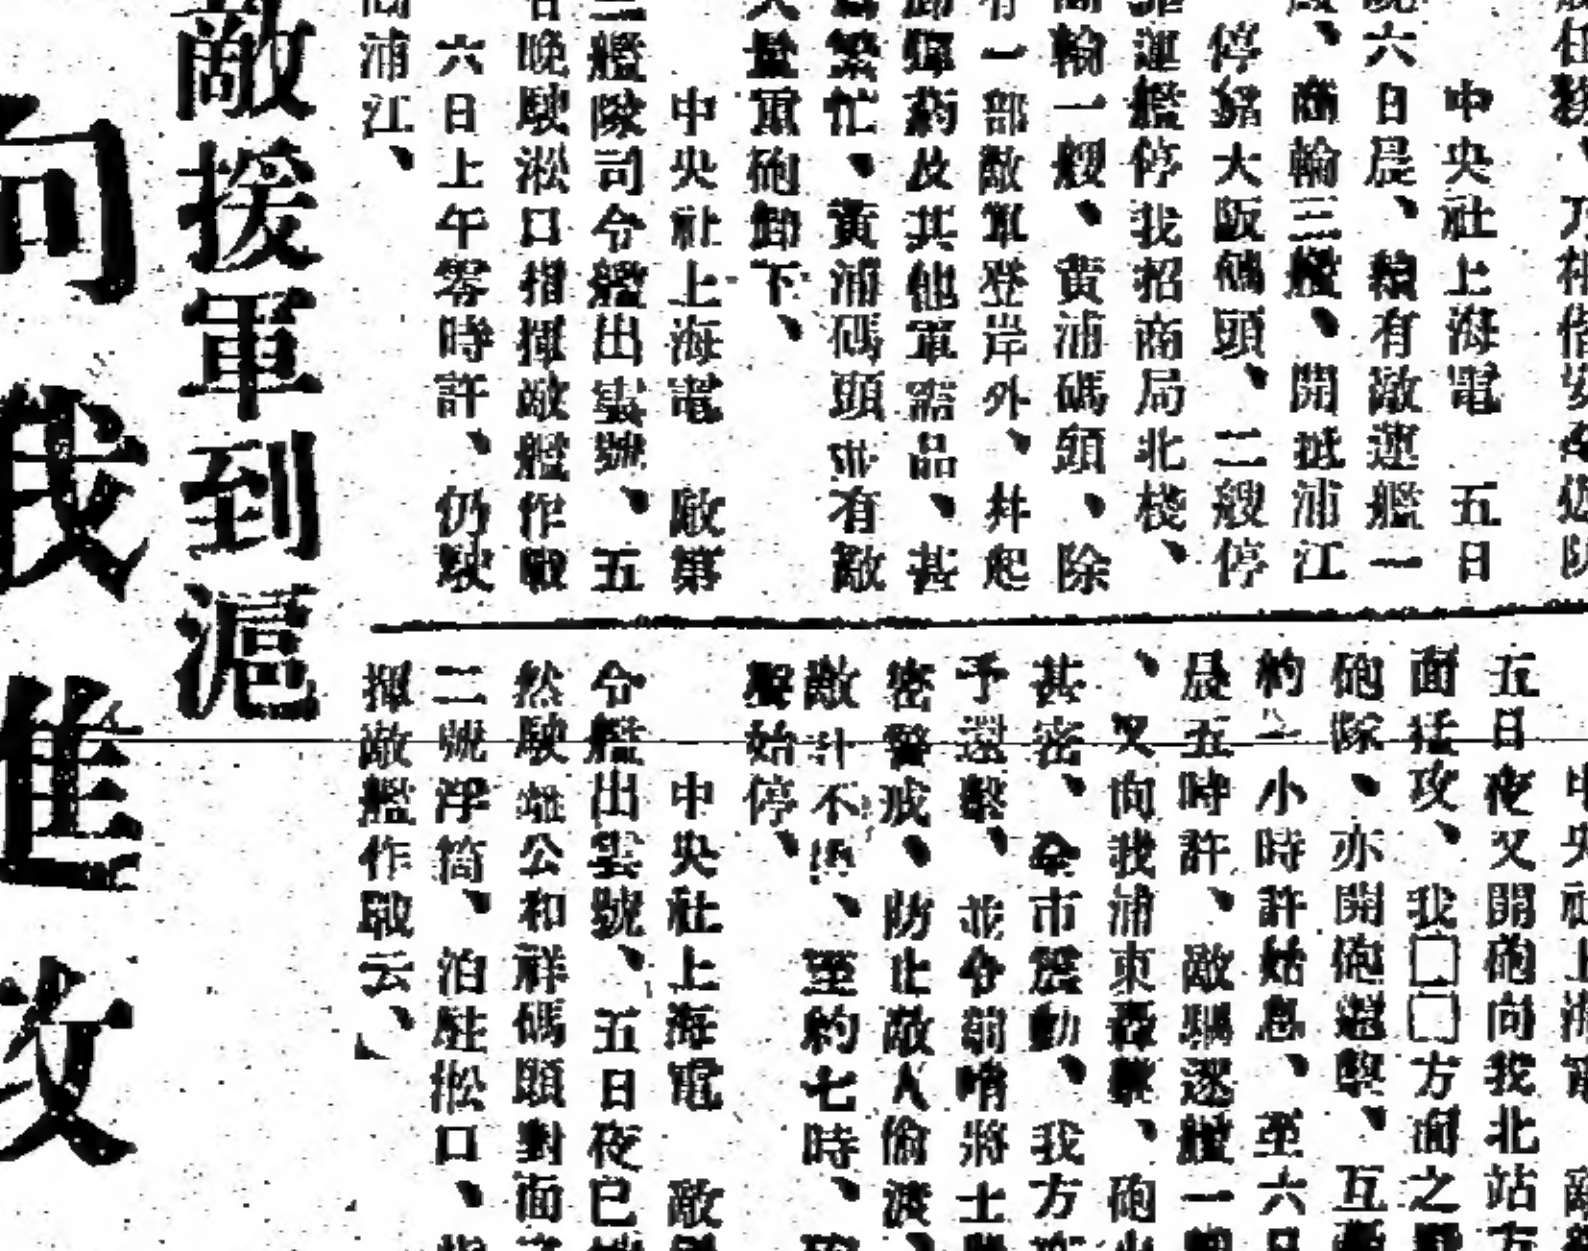 中央社上海電　五日
晚六日晨、續有敵運艦一
、商輪三艘、開抵浦江
停靠大阪碼頭、二艘停
運艦停我招商局北棧、
商輪一艘、黃浦碼頭、除
有一部敵軍登岸外、幷起
卸彈藥及其他軍需品、甚
繁忙、黃浦碼頭亦有敵
大量軍砲卸下、
中央社上海電　敵第
三艦隊司令艦出雲號、五
晚駛淞口指揮敵艦作戰
六日上午零時許、仍駛
浦江、
敵援軍到滬
向我進攻
中央社上海電
五日夜又開砲向我北站方
面猛攻、我□□方面之
砲隊、亦開砲還擊、互
約二小時許始息、至六日
晨五時許、敵驅逐艦一
、又向我浦東轟擊、砲
甚密、全市震動、我方
予還擊、並令前哨將士
密警戒、防止敵人偷渡、
敵計不逞、至約七時、
聲始停、
中央社上海電　敵
令艦出雲號、五日夜已
然駛離公和祥碼頭對面
二號浮筒、泊駐淞口、
揮敵艦作戰云、」